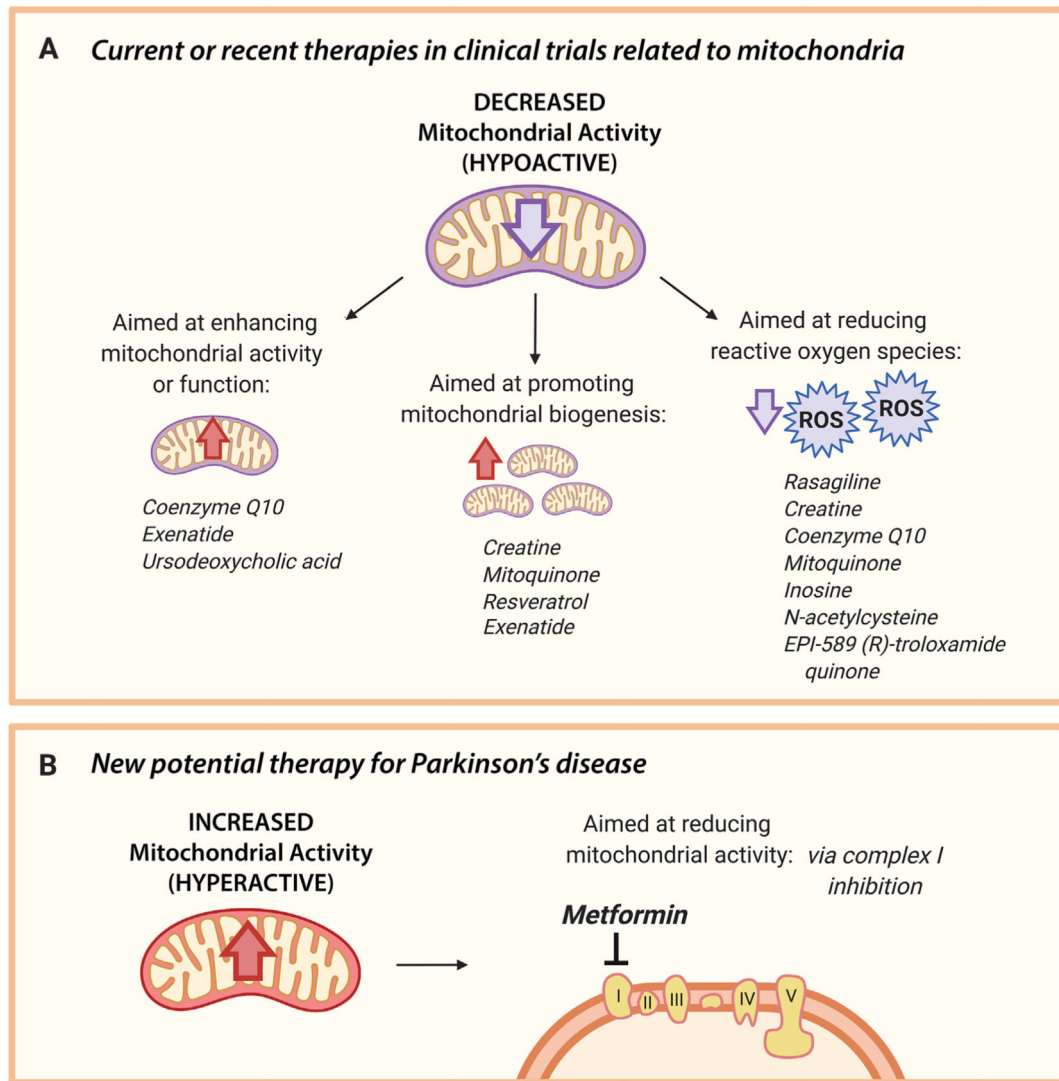 A Current or recent therapies in clinical trials related to mitochondria
DECREASED
Mitochondrial Activity
(HYPOACTIVE)
Aimed at enhancing
mitochondrial activity
or function:
Coenzyme Q10
Exenatide
Ursodeoxycholic acid
Aimed at promoting
mitochondrial biogenesis:
Creatine
Mitoquinone
Resveratrol
Exenatide
Aimed at reducing
reactive oxygen species:
ROS
ROS
Rasagiline
Creatine
Coenzyme Q10
Mitoquinone
Inosine
N-acetylcysteine
EPI-589 (R)-troloxamide
quinone
B New potential therapy for Parkinson's disease
INCREASED
Mitochondrial Activity
(HYPERACTIVE)
Aimed at reducing
mitochondrial activity: via complex I
inhibition
Metformin
I II III IV V